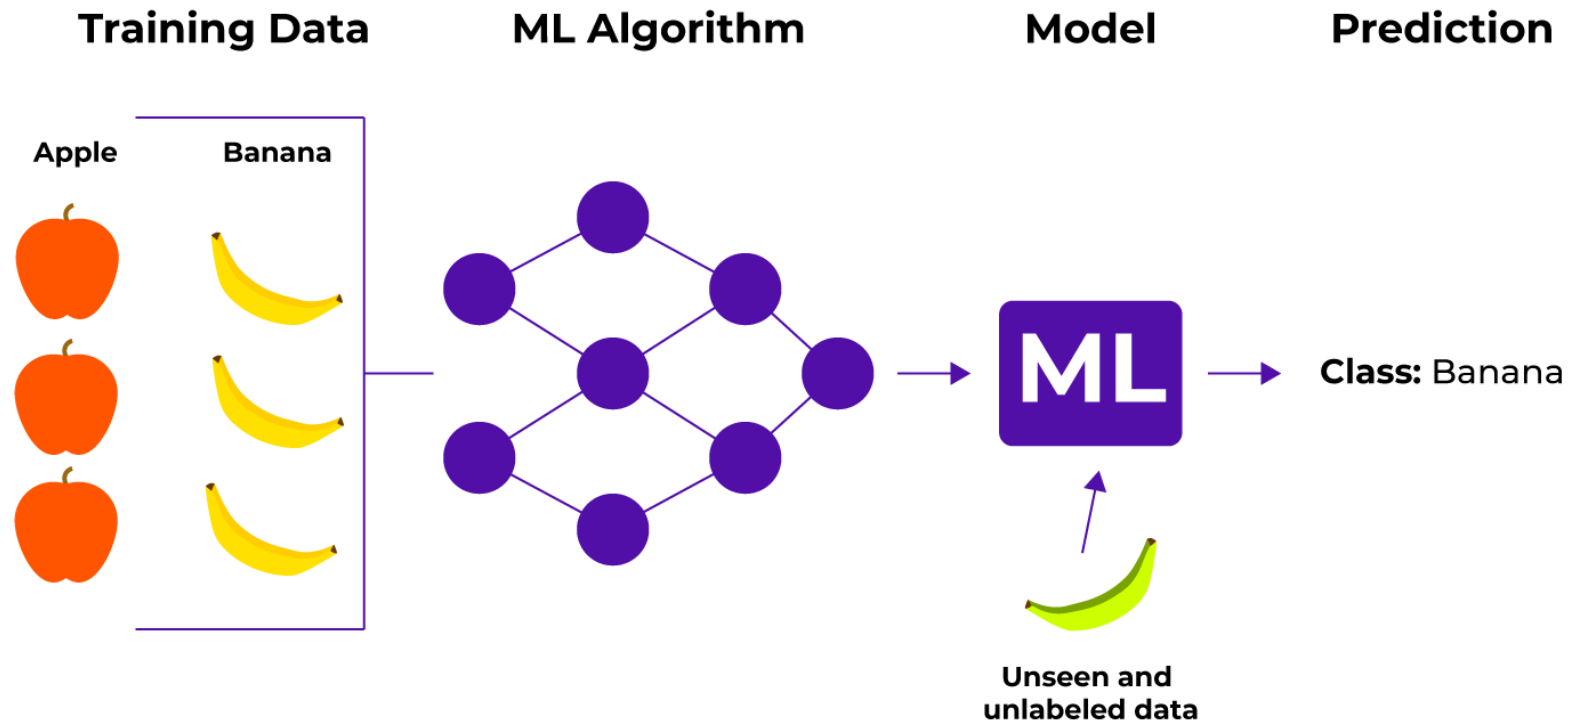 Training Data
ML Algorithm
Model
Prediction
Apple
Banana
ML
Class: Banana
Unseen and
unlabeled data